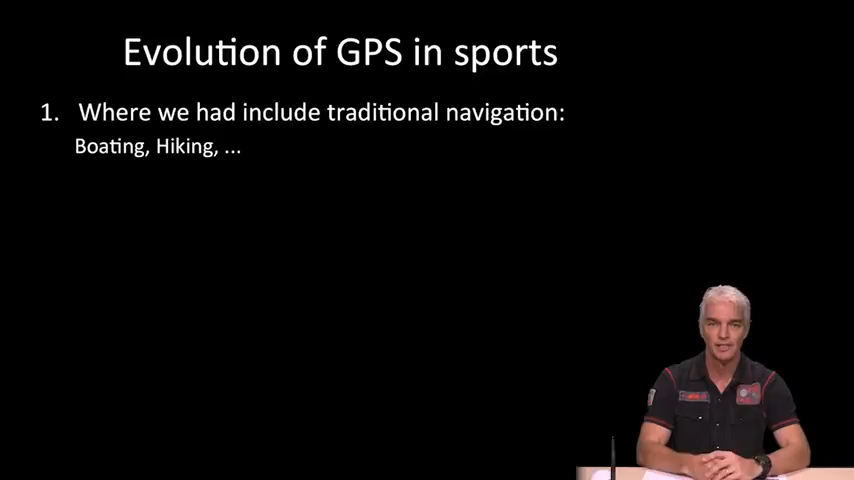 Evolution of GPS in sports
1. Where we had include traditional navigation:
Boating, Hiking, ...